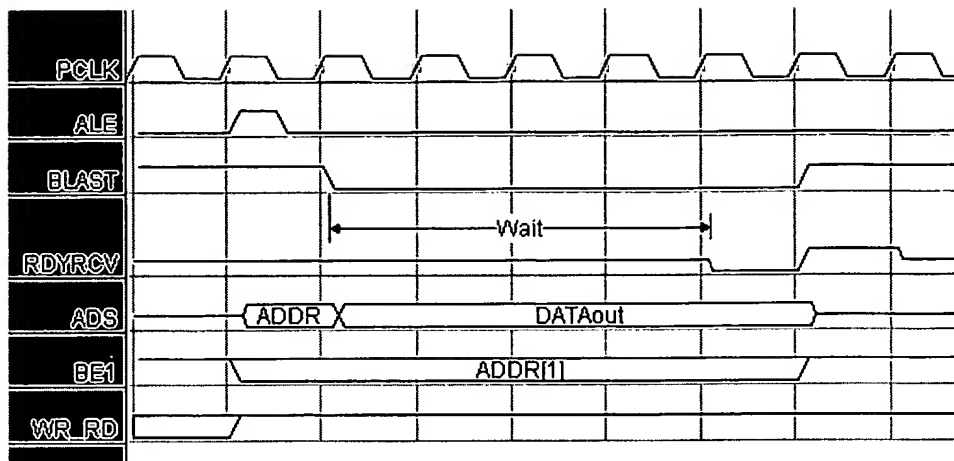 PCLK
ALE
BLAST
Wait
RDYRCV
ADDR
DATAout
ADS
ADDR[1]
BE1
WR_RD